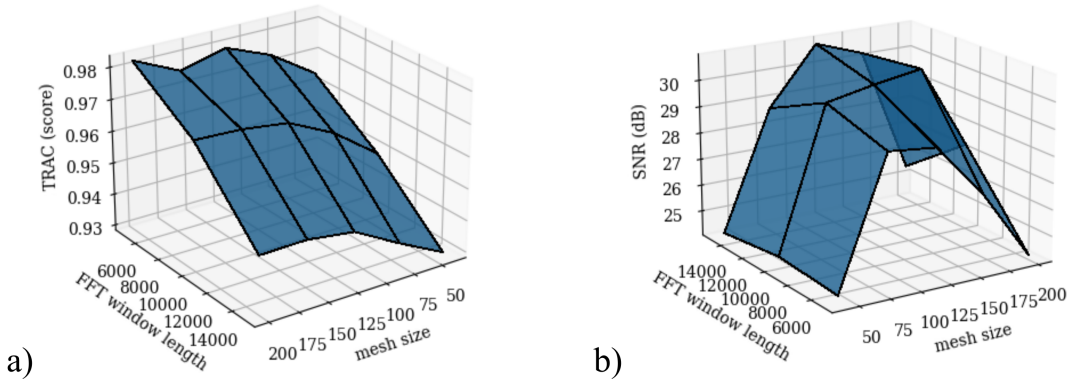 TRAC (score)
0.98
0.97
0.96
0.95
0.94
0.93
6000
8000
10000
12000
14000
FFT window length
200 175 150 125 100 75 50
mesh size
a)
SNR (dB)
30
29
28
27
26
25
14000
12000
10000
8000
6000
FFT window length
50 75 100 125 150 175 200
mesh size
b)